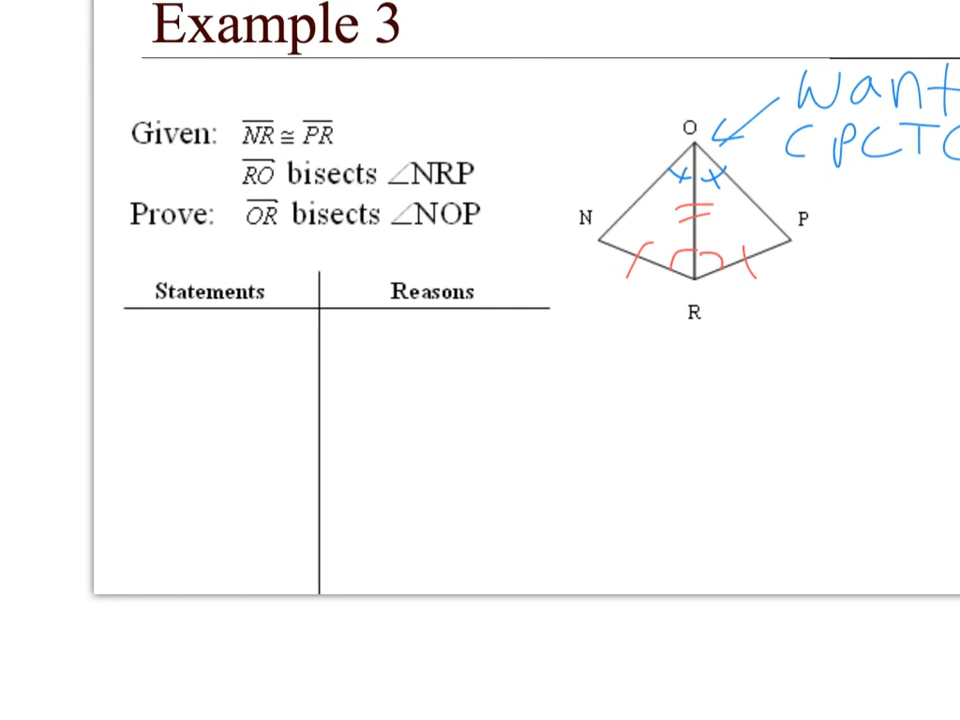 Example 3
Given: NR ≅ PR
RO bisects ∠NRP
Prove: OR bisects ∠NOP
Statements Reasons
O
N
P
R
want
CPCTC